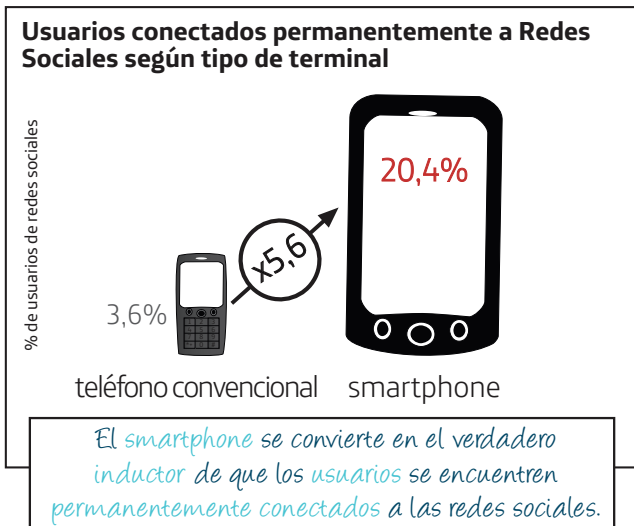 Usuarios conectados permanentemente a Redes
Sociales según tipo de terminal
% de usuarios de redes sociales
20,4%
x5,6
3,6%
teléfono convencional
smartphone
El smartphone se convierte en el verdadero
inductor de que los usuarios se encuentren
permanentemente conectados a las redes sociales.